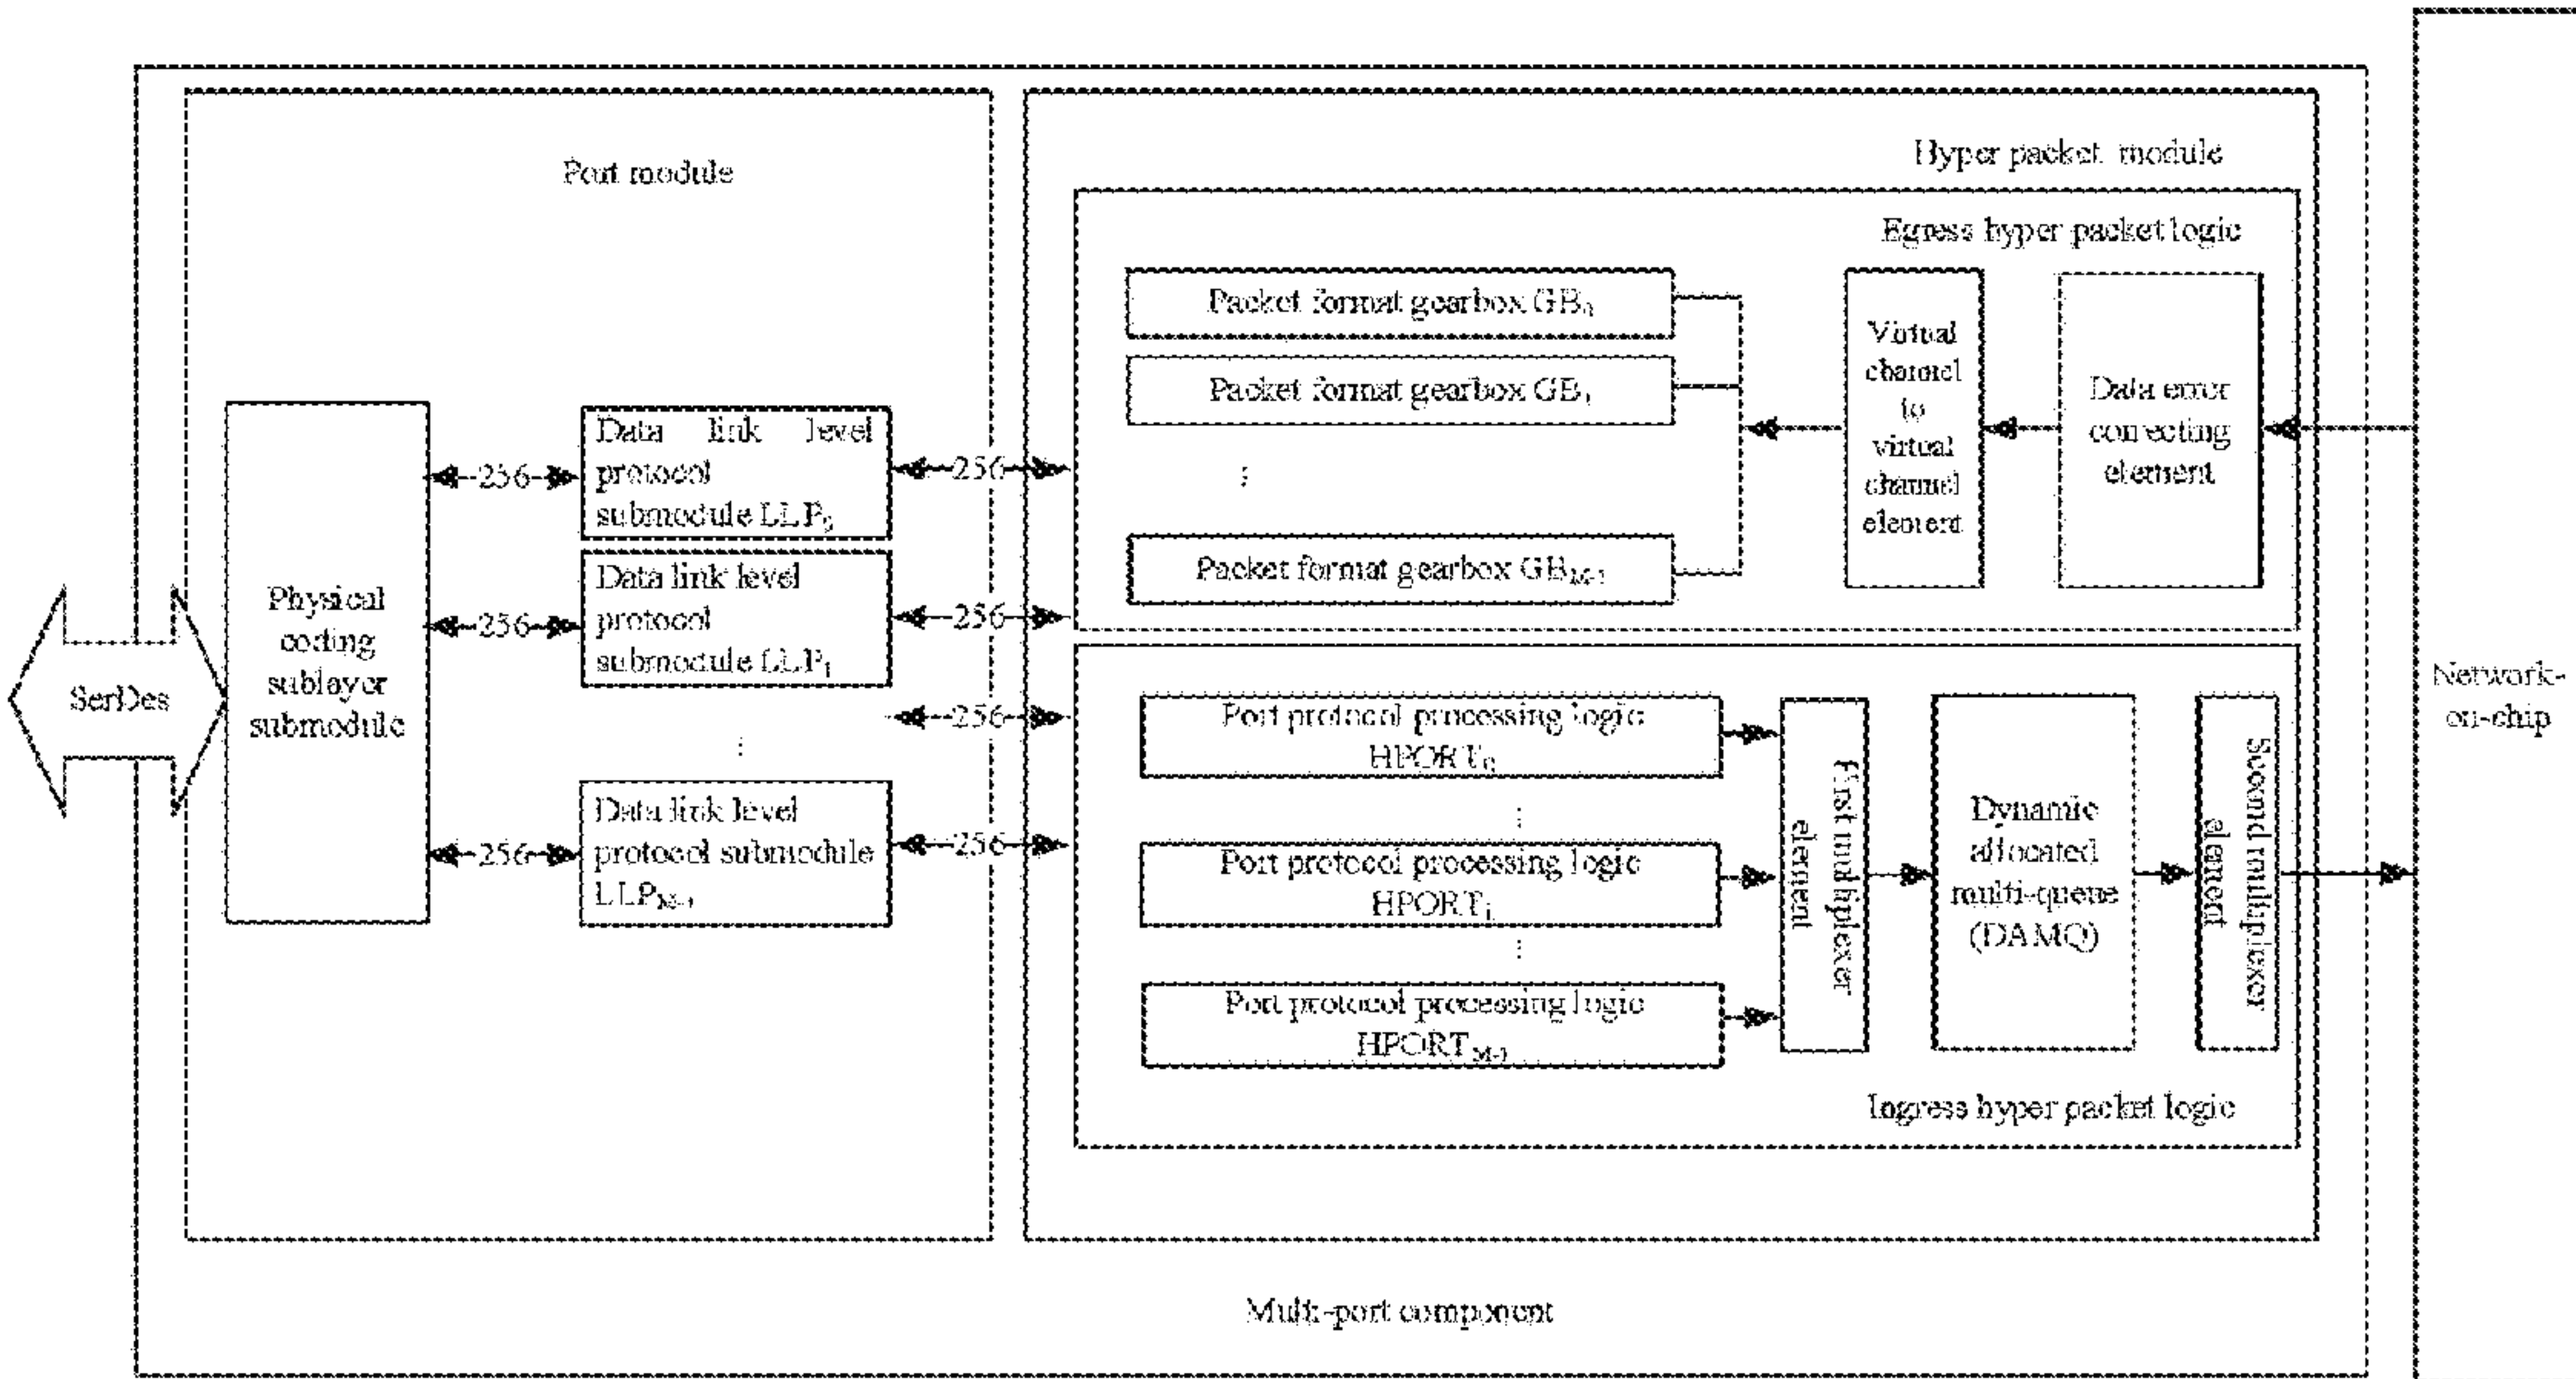 Port module
Hyper packet module
Egress hyper packet logic
Packet format gearbox GB₀
Packet format gearbox GB₁
⋮
Packet format gearbox GB_M-1
Virtual
channel
to
virtual
channel
element
Data error
correcting
element
SerDes
Physical
coding
sublayer
submodule
256
256
256
Data link level
protocol
submodule LLP₀
Data link level
protocol
submodule LLP₁
⋮
Data link level
protocol submodule
LLP_M-1
256
256
256
256
Port protocol processing logic
HPORT₀
⋮
Port protocol processing logic
HPORT_i
⋮
Port protocol processing logic
HPORT_M-1
First multiplexer
element
Dynamic
allocated
multi-queue
(DAMQ)
Second multiplexer
element
Ingress hyper packet logic
Network-
on-chip
Multi-port component